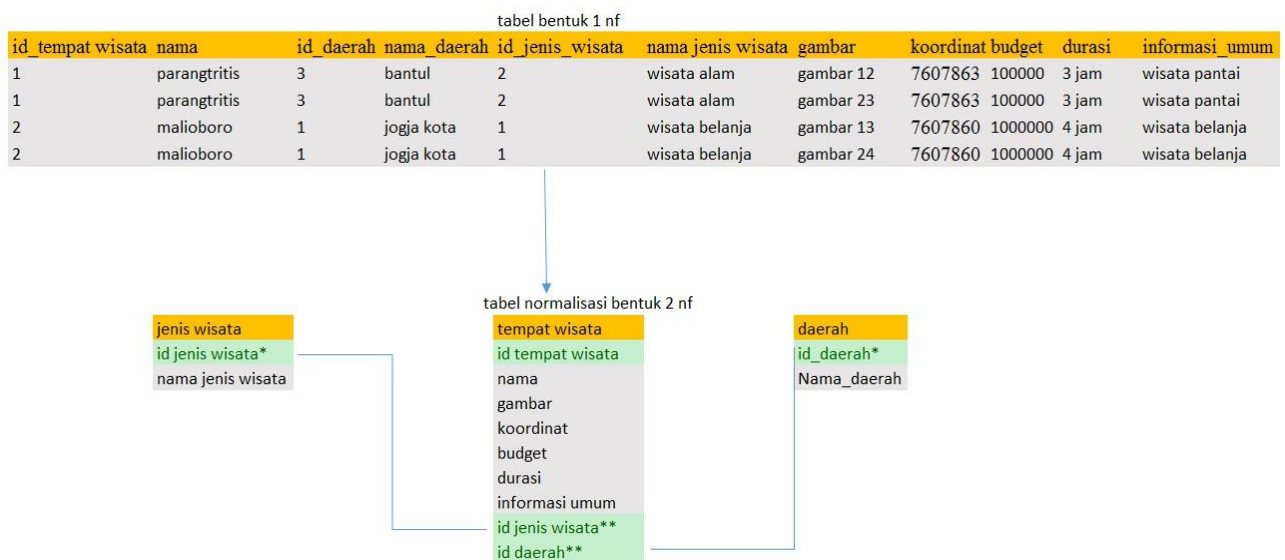 tabel bentuk 1 nf
id_tempat wisata nama id_daerah nama_daerah id_jenis_wisata nama jenis wisata gambar koordinat budget durasi informasi_umum
1 parangtritis 3 bantul 2 wisata alam gambar 12 7607863 100000 3 jam wisata pantai
1 parangtritis 3 bantul 2 wisata alam gambar 23 7607863 100000 3 jam wisata pantai
2 malioboro 1 jogja kota 1 wisata belanja gambar 13 7607860 1000000 4 jam wisata belanja
2 malioboro 1 jogja kota 1 wisata belanja gambar 24 7607860 1000000 4 jam wisata belanja
tabel normalisasi bentuk 2 nf
jenis wisata
id jenis wisata*
nama jenis wisata
tempat wisata
id tempat wisata
nama
gambar
koordinat
budget
durasi
informasi umum
id jenis wisata**
id daerah**
daerah
id_daerah*
Nama_daerah